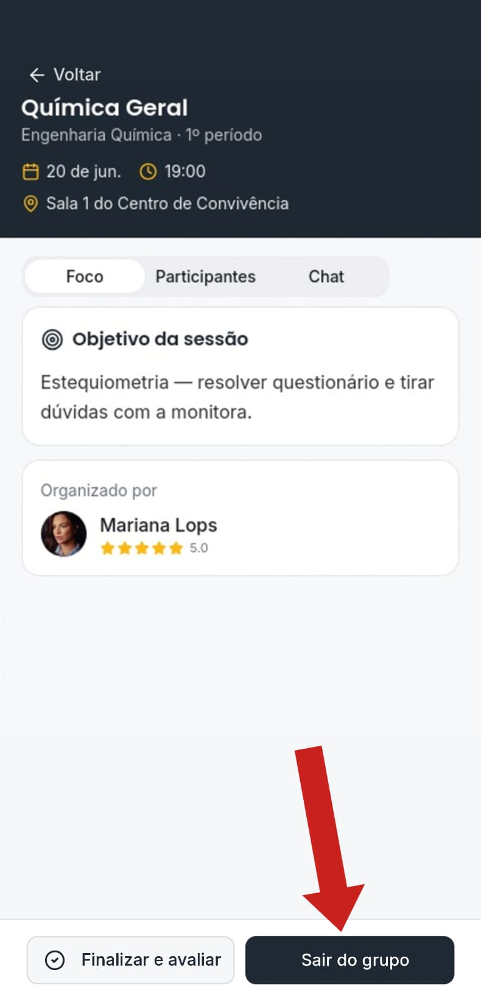 Voltar
Química Geral
Engenharia Química · 1º período
20 de jun. 19:00
Sala 1 do Centro de Convivência
Foco Participantes Chat
Objetivo da sessão
Estequiometria — resolver questionário e tirar
dúvidas com a monitora.
Organizado por
Mariana Lops
5.0
Finalizar e avaliar Sair do grupo